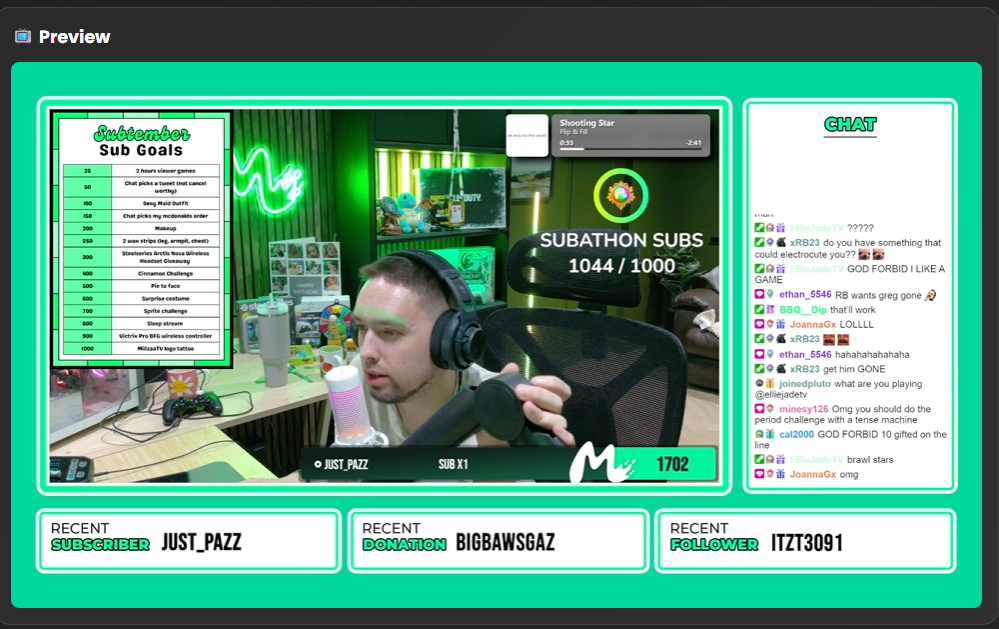 Preview
Subtember
Sub Goals
25 2 hours viewer games
50 Chat picks a tweet (not cancel
worthy)
100 Sexy Maid Outfit
150 Chat picks my mcdonalds order
200 Makeup
250 2 wax strips (leg, armpit, chest)
300 Steelseries Arctis Nova Wireless
Headset Giveaway
400 Cinnamon Challenge
500 Pie to face
600 Surprise costume
700 Sprite challenge
800 Sleep stream
900 Victrix Pro BFG wireless controller
1000 MillzaaTV logo tattoo
Shooting Star
Flip & Fill
0:33 -2:41
all around the world
SUBATHON SUBS
1044 / 1000
HAPPY
BIRTHDAY
JUST_PAZZ SUB X1 1702
CHAT
EllieJadeTV ?????
xRB23 do you have something that
could electrocute you??
EllieJadeTV GOD FORBID I LIKE A
GAME
ethan_5546 RB wants greg gone
BBQ__Dip that'll work
JoannaGx LOLLLL
xRB23
ethan_5546 hahahahahahaha
xRB23 get him GONE
joinedpluto what are you playing
@elliejadetv
minesy126 Omg you should do the
period challenge with a tense machine
cal2000 GOD FORBID 10 gifted on the
line
EllieJadeTV brawl stars
JoannaGx omg
RECENT
SUBSCRIBER JUST_PAZZ
RECENT
DONATION BIGBAWSGAZ
RECENT
FOLLOWER ITZT3091